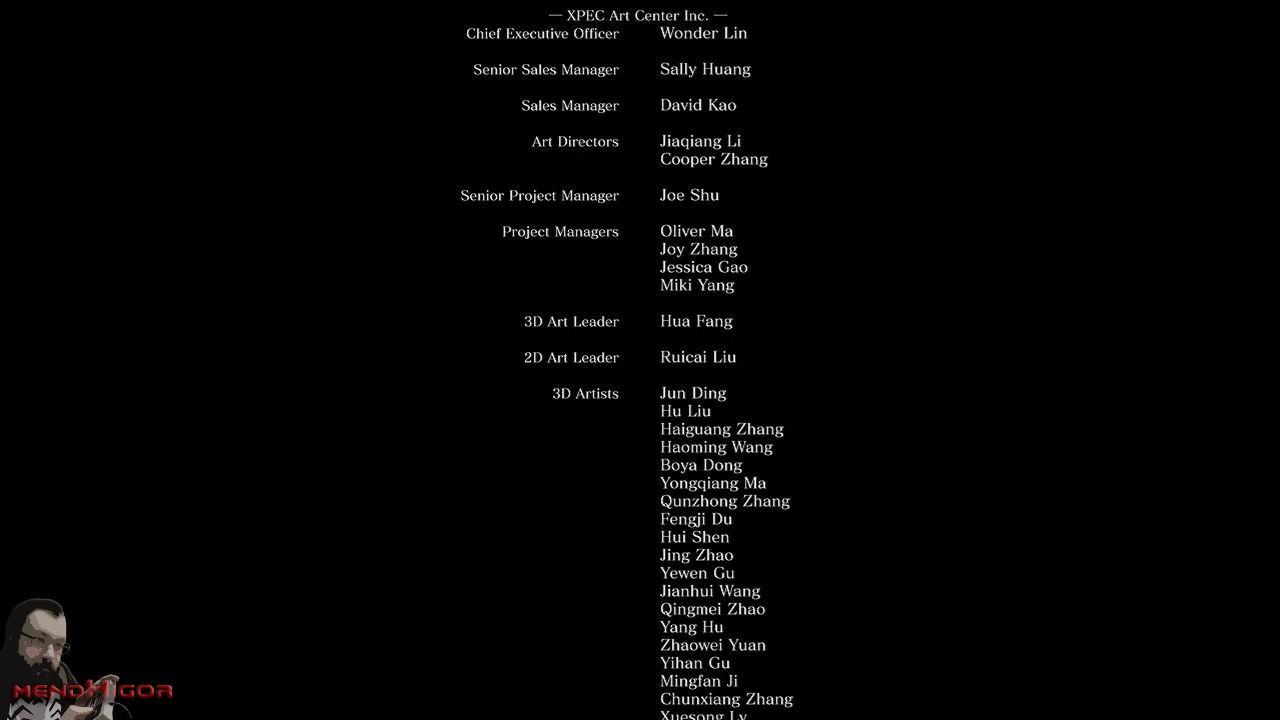 — XPEC Art Center Inc. —
Chief Executive Officer Wonder Lin
Senior Sales Manager Sally Huang
Sales Manager David Kao
Art Directors Jiaqiang Li
Cooper Zhang
Senior Project Manager Joe Shu
Project Managers Oliver Ma
Joy Zhang
Jessica Gao
Miki Yang
3D Art Leader Hua Fang
2D Art Leader Ruicai Liu
3D Artists Jun Ding
Hu Liu
Haiguang Zhang
Haoming Wang
Boya Dong
Yongqiang Ma
Qunzhong Zhang
Fengji Du
Hui Shen
Jing Zhao
Yewen Gu
Jianhui Wang
Qingmei Zhao
Yang Hu
Zhaowei Yuan
Yihan Gu
Mingfan Ji
Chunxiang Zhang
Xuesong Ly